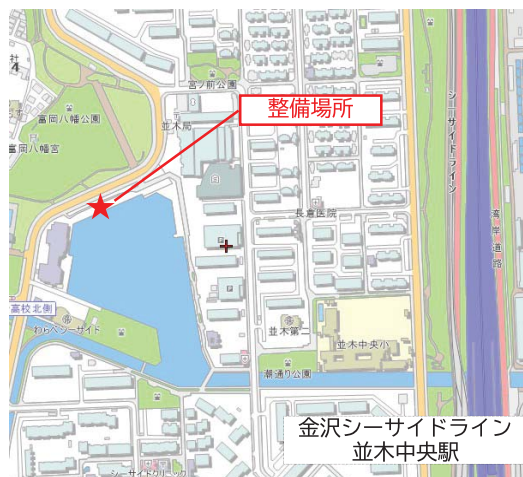 整備場所
宮ノ前公園
並木局
富岡八幡公園
富岡八幡宮
シーサイドライン
湾岸道路
長倉医院
高校北側
わらべシーサイド
並木第二
並木中央小
潮通り公園
金沢シーサイドライン
並木中央駅